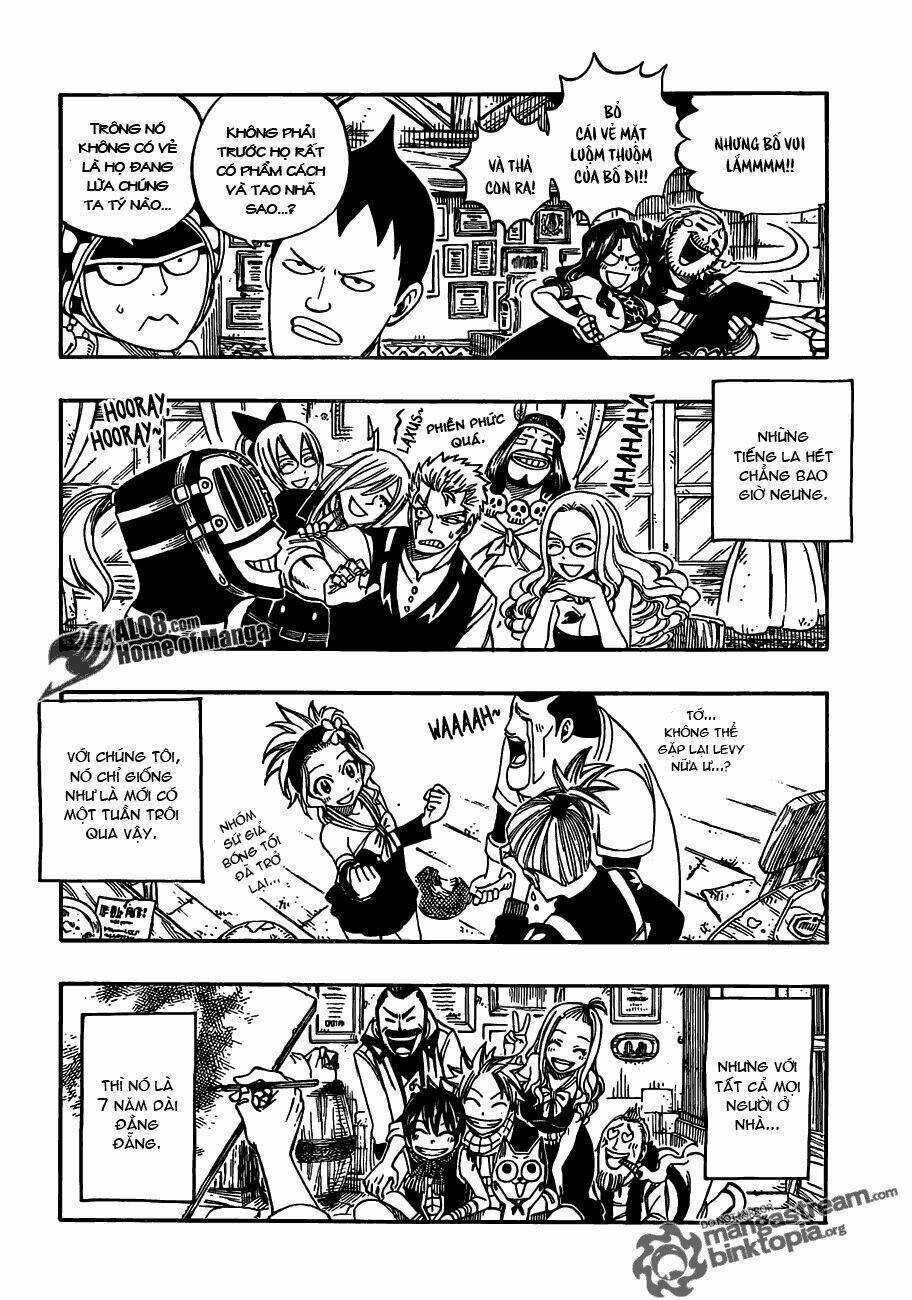 TRÔNG NÓ
KHÔNG CÓ VẺ
LÀ HỌ ĐANG
LỪA CHÚNG
TA TÝ NÀO...
KHÔNG PHẢI
TRƯỚC HỌ RẤT
CÓ PHẨM CÁCH
VÀ TAO NHÃ
SAO...?
BỎ
CÁI VẺ MẶT
LUỘM THUỘM
CỦA BỐ ĐI!!
VÀ THẢ
CON RA!
NHƯNG BỐ VUI
LẮMMMM!!
HOORAY,
HOORAY~
LAXUS~
PHIỀN PHỨC
QUÁ.
AHAHAHA
NHỮNG
TIẾNG LA HÉT
CHẲNG BAO
GIỜ NGƯNG.
ALO8.com
Home of Manga
VỚI CHÚNG TÔI,
NÓ CHỈ GIỐNG
NHƯ LÀ MỚI CÓ
MỘT TUẦN TRÔI
QUA VẬY.
NHÓM
SỨ GIẢ
BÓNG TỐI
ĐÃ TRỞ
LẠI...
WAAAAH~
TỚ...
KHÔNG THỂ
GẶP LẠI LEVY
NỮA Ư...?
THÌ NÓ LÀ
7 NĂM DÀI
ĐẰNG
ĐẴNG.
NHƯNG VỚI
TẤT CẢ MỌI
NGƯỜI Ở
NHÀ...
DO NOT MIRROR
mangastream.com
binktopia.org